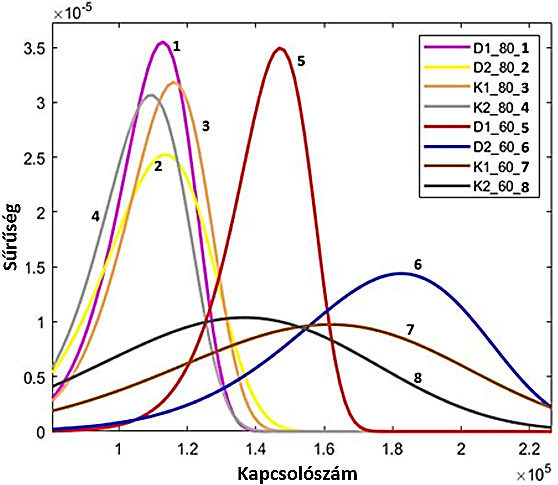 ×10⁻⁵
3.5
3
2.5
2
1.5
1
0.5
0
Sűrűség
1
2
3
4
5
6
7
8
D1_80_1
D2_80_2
K1_80_3
K2_80_4
D1_60_5
D2_60_6
K1_60_7
K2_60_8
1 1.2 1.4 1.6 1.8 2 2.2
×10⁵
Kapcsolószám